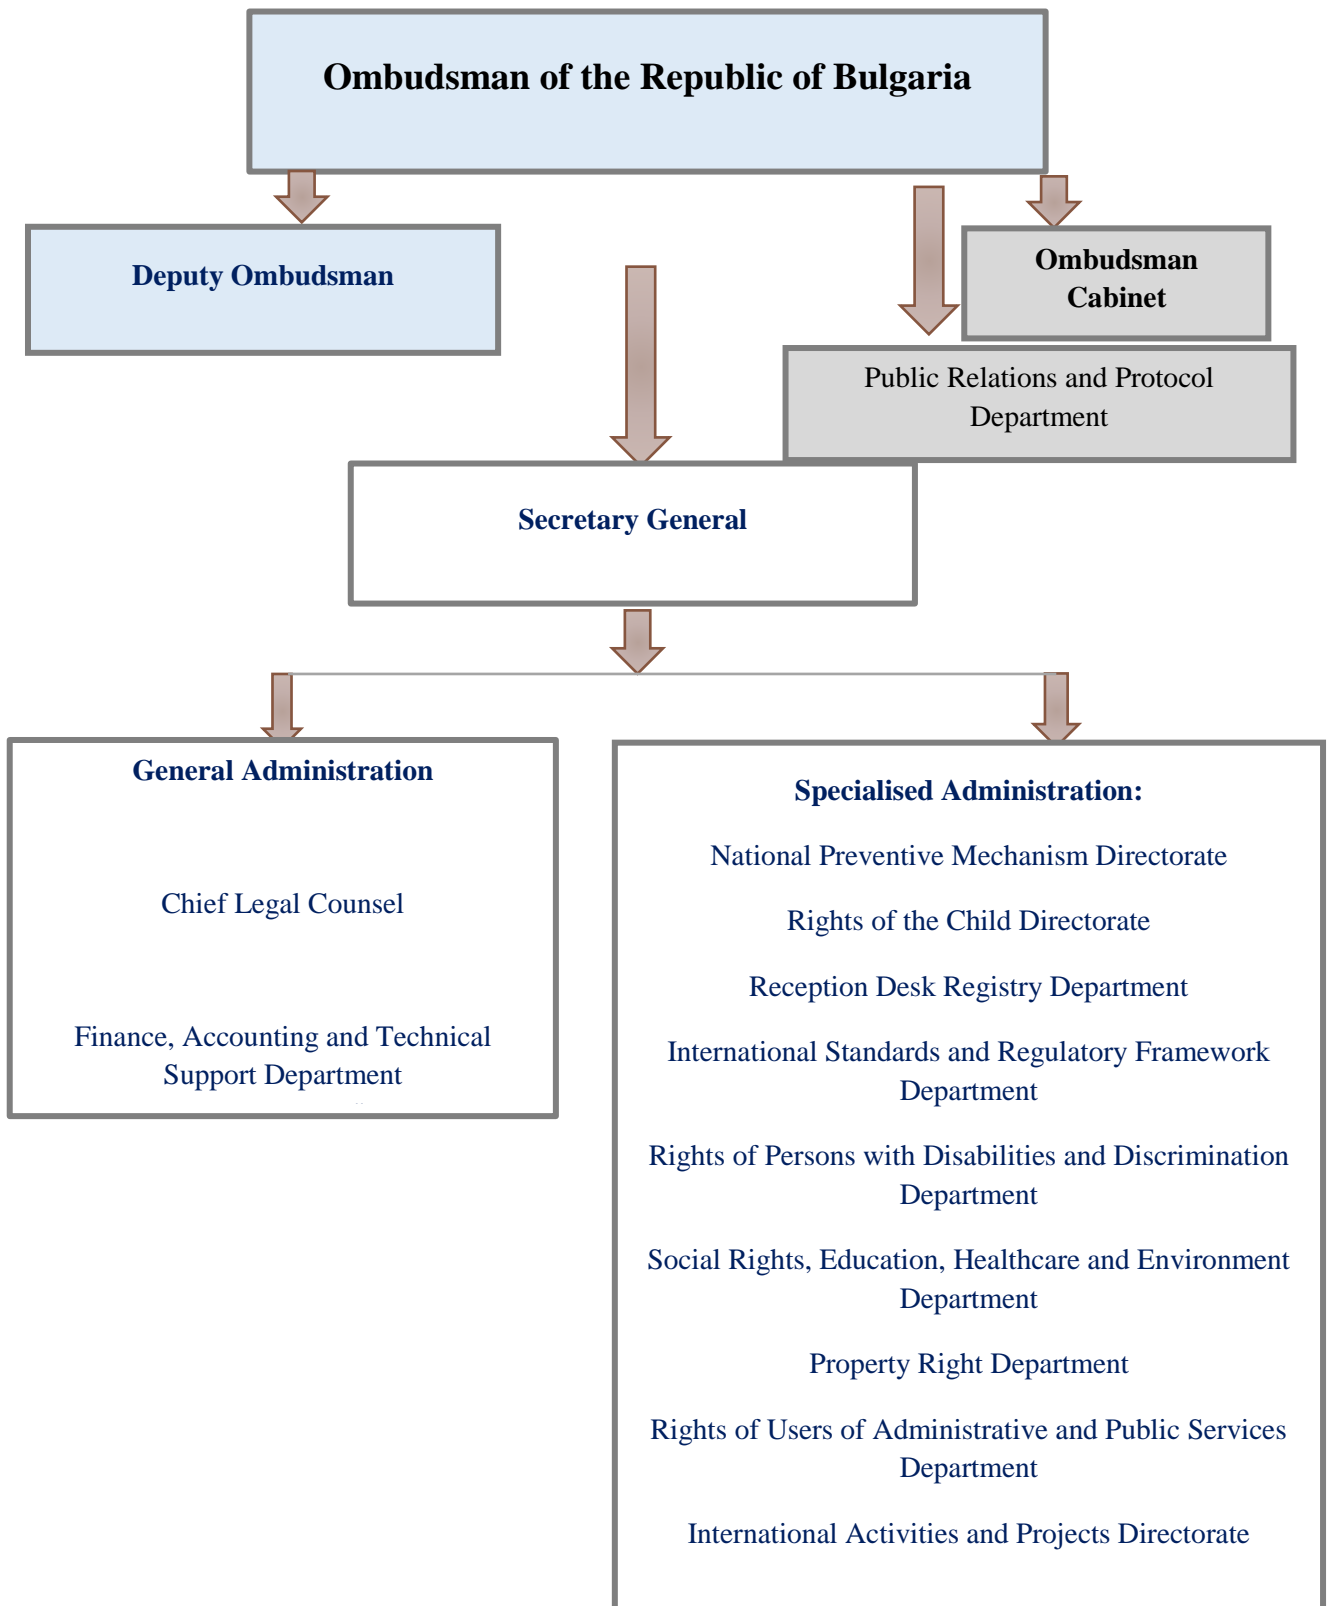 Ombudsman of the Republic of Bulgaria
Deputy Ombudsman
Ombudsman
Cabinet
Public Relations and Protocol
Department
Secretary General
General Administration
Chief Legal Counsel
Finance, Accounting and Technical
Support Department
Specialised Administration:
National Preventive Mechanism Directorate
Rights of the Child Directorate
Reception Desk Registry Department
International Standards and Regulatory Framework
Department
Rights of Persons with Disabilities and Discrimination
Department
Social Rights, Education, Healthcare and Environment
Department
Property Right Department
Rights of Users of Administrative and Public Services
Department
International Activities and Projects Directorate